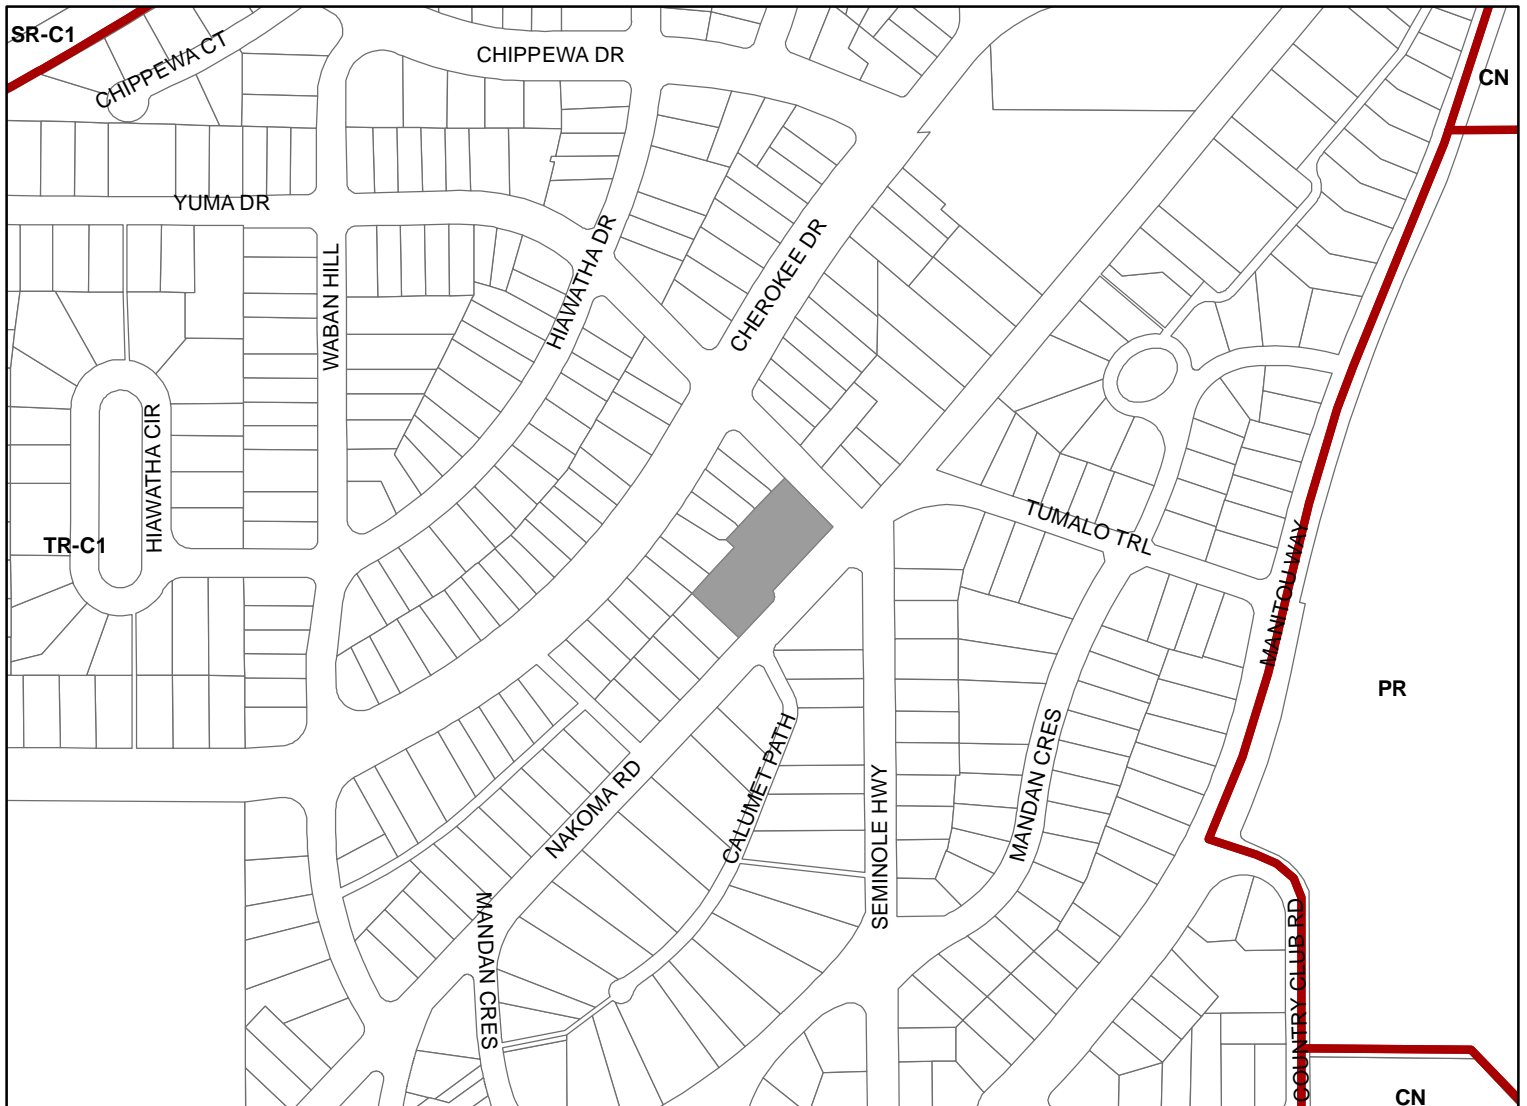 SR-C1
CHIPPEWA CT
CHIPPEWA DR
CN
YUMA DR
HIAWATHA DR
WABAN HILL
CHEROKEE DR
HIAWATHA CIR
TR-C1
TUMALO TRL
MANITOU WAY
PR
CALUMET PATH
MANDAN CRES
NAKOMA RD
SEMINOLE HWY
MANDAN CRES
COUNTRY CLUB RD
CN